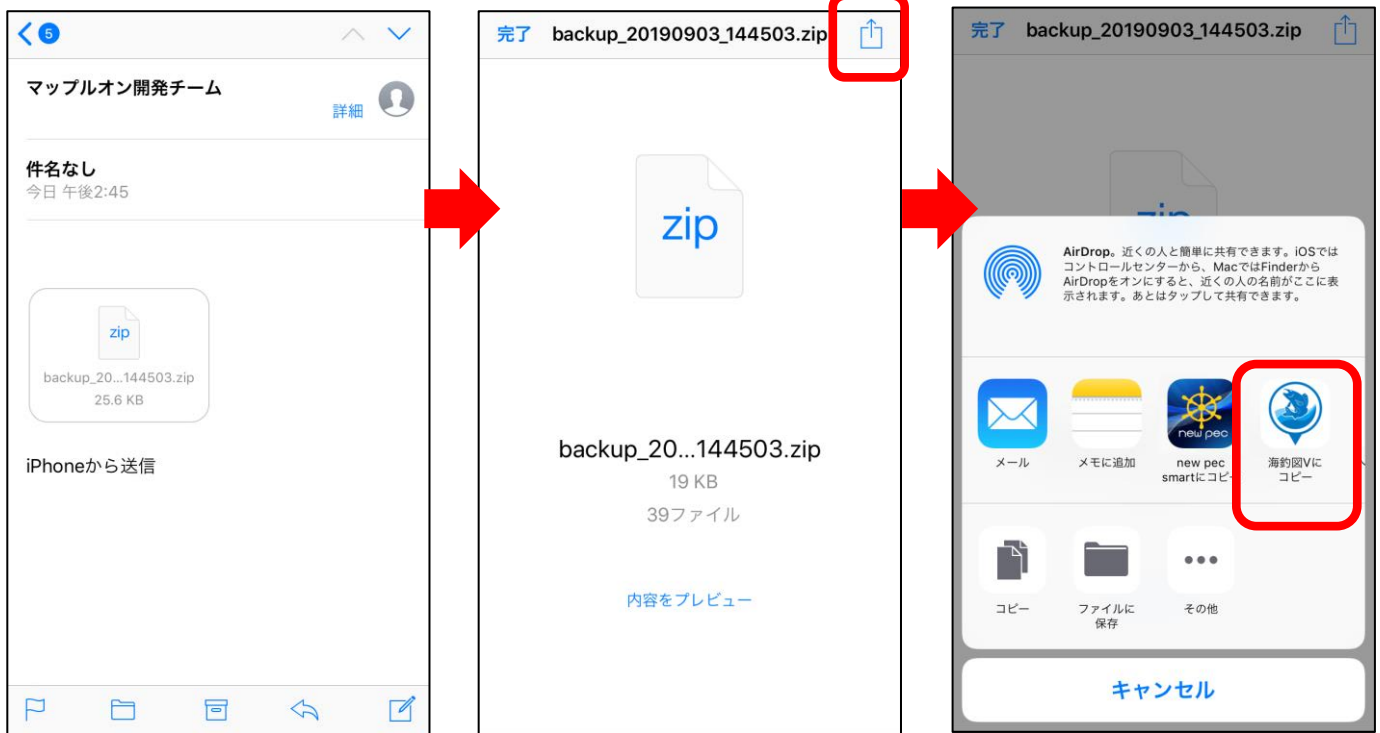 5
マップルオン開発チーム
詳細
件名なし
今日 午後2:45
zip
backup_20...144503.zip
25.6 KB
iPhoneから送信
完了 backup_20190903_144503.zip
zip
backup_20...144503.zip
19 KB
39ファイル
内容をプレビュー
完了 backup_20190903_144503.zip
zip
AirDrop。近くの人と簡単に共有できます。iOSでは
コントロールセンターから、MacではFinderから
AirDropをオンにすると、近くの人の名前がここに表
示されます。あとはタップして共有できます。
new pec
メール
メモに追加
new pec
smartにコピー
海釣図Vに
コピー
コピー
ファイルに
保存
その他
キャンセル